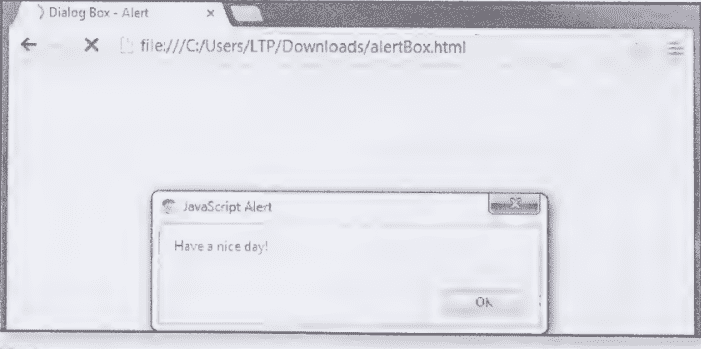 Dialog Box - Alert
file:///C:/Users/LTP/Downloads/alertBox.html
JavaScript Alert
Have a nice day!
OK